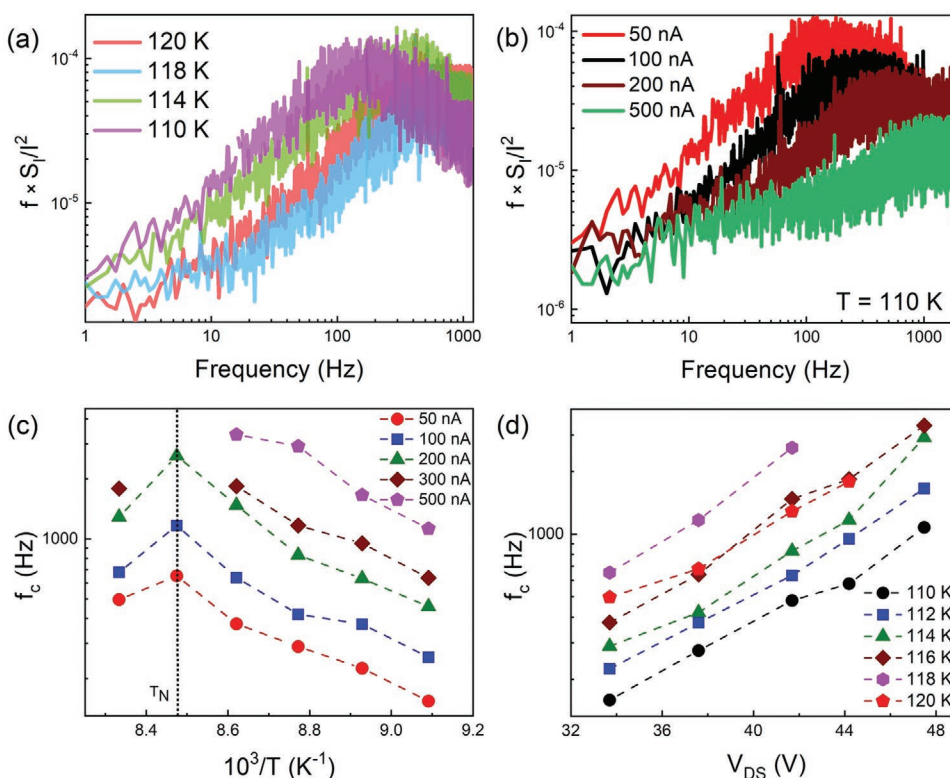 (a)
120 K
118 K
114 K
110 K
f × S_I/I²
10⁻⁴
10⁻⁵
1 10 100 1000
Frequency (Hz)
(b)
50 nA
100 nA
200 nA
500 nA
f × S_I/I²
10⁻⁴
10⁻⁵
10⁻⁶
T = 110 K
1 10 100 1000
Frequency (Hz)
(c)
50 nA
100 nA
200 nA
300 nA
500 nA
f_c (Hz)
1000
T_N
8.4 8.6 8.8 9.0 9.2
10³/T (K⁻¹)
(d)
f_c (Hz)
1000
110 K
112 K
114 K
116 K
118 K
120 K
32 36 40 44 48
V_DS (V)